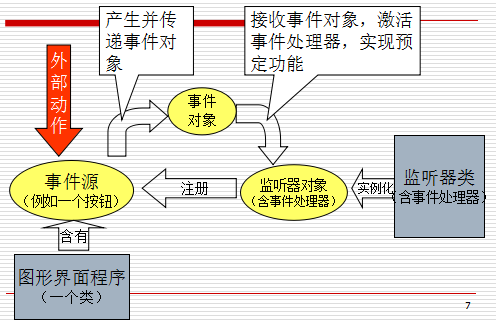 产生并传
递事件对
象
接收事件对象，激活
事件处理器，实现预
定功能
外部动作
事件
对象
事件源
（例如一个按钮）
注册
监听器对象
（含事件处理器）
实例化
监听器类
（含事件处理器）
含有
图形界面程序
（一个类）
7